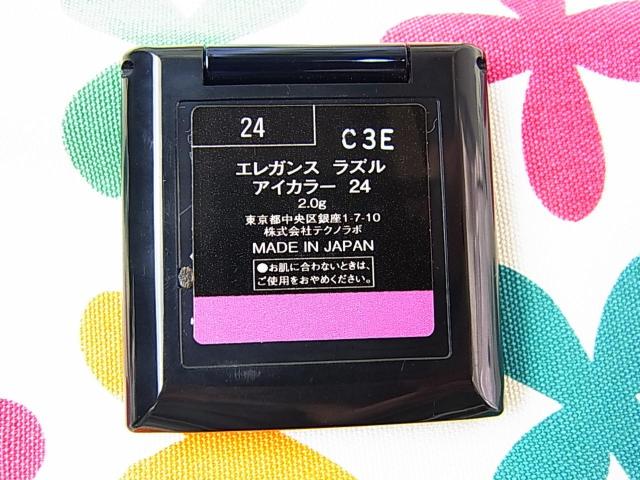 24
C3E
エレガンス ラズル
アイカラー 24
2.0g
東京都中央区銀座1-7-10
株式会社テクノラボ
MADE IN JAPAN
●お肌に合わないときは、
ご使用をおやめください。